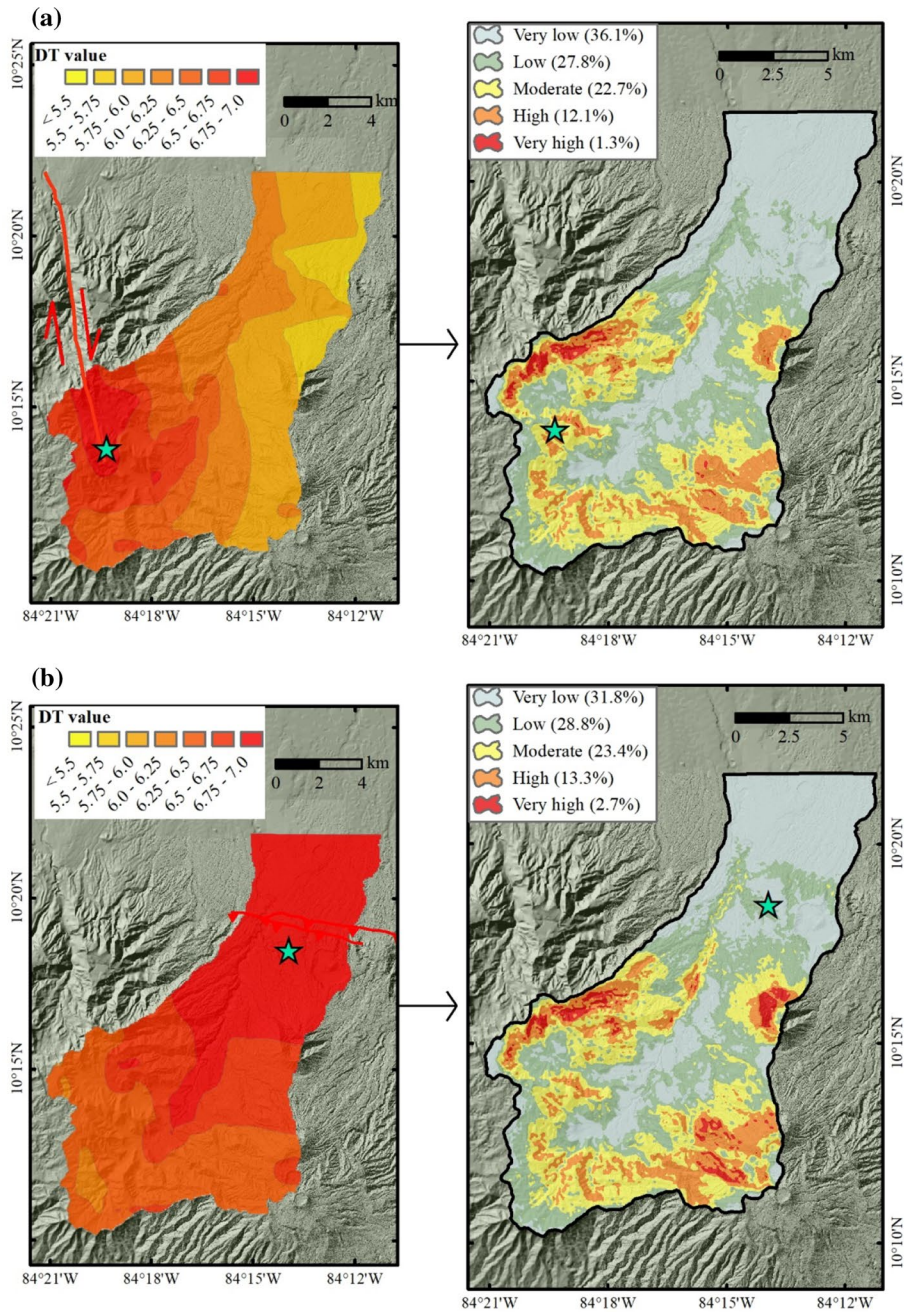 (a)
DT value
< 5.5
5.5 - 5.75
5.75 - 6.0
6.0 - 6.25
6.25 - 6.5
6.5 - 6.75
6.75 - 7.0
km
0 2 4
10°25'N
10°20'N
10°15'N
84°21'W 84°18'W 84°15'W 84°12'W
Very low (36.1%)
Low (27.8%)
Moderate (22.7%)
High (12.1%)
Very high (1.3%)
km
0 2.5 5
10°20'N
10°15'N
10°10'N
84°21'W 84°18'W 84°15'W 84°12'W
(b)
DT value
< 5.5
5.5 - 5.75
5.75 - 6.0
6.0 - 6.25
6.25 - 6.5
6.5 - 6.75
6.75 - 7.0
km
0 2 4
10°25'N
10°20'N
10°15'N
84°21'W 84°18'W 84°15'W 84°12'W
Very low (31.8%)
Low (28.8%)
Moderate (23.4%)
High (13.3%)
Very high (2.7%)
km
0 2.5 5
10°20'N
10°15'N
10°10'N
84°21'W 84°18'W 84°15'W 84°12'W